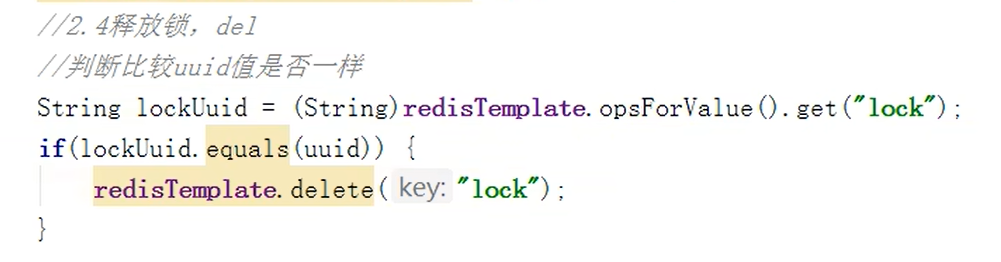 //2.4释放锁，del
//判断比较uuid值是否一样
String lockUuid = (String)redisTemplate.opsForValue().get("lock");
if(lockUuid.equals(uuid)) {
redisTemplate.delete( key: "lock");
}